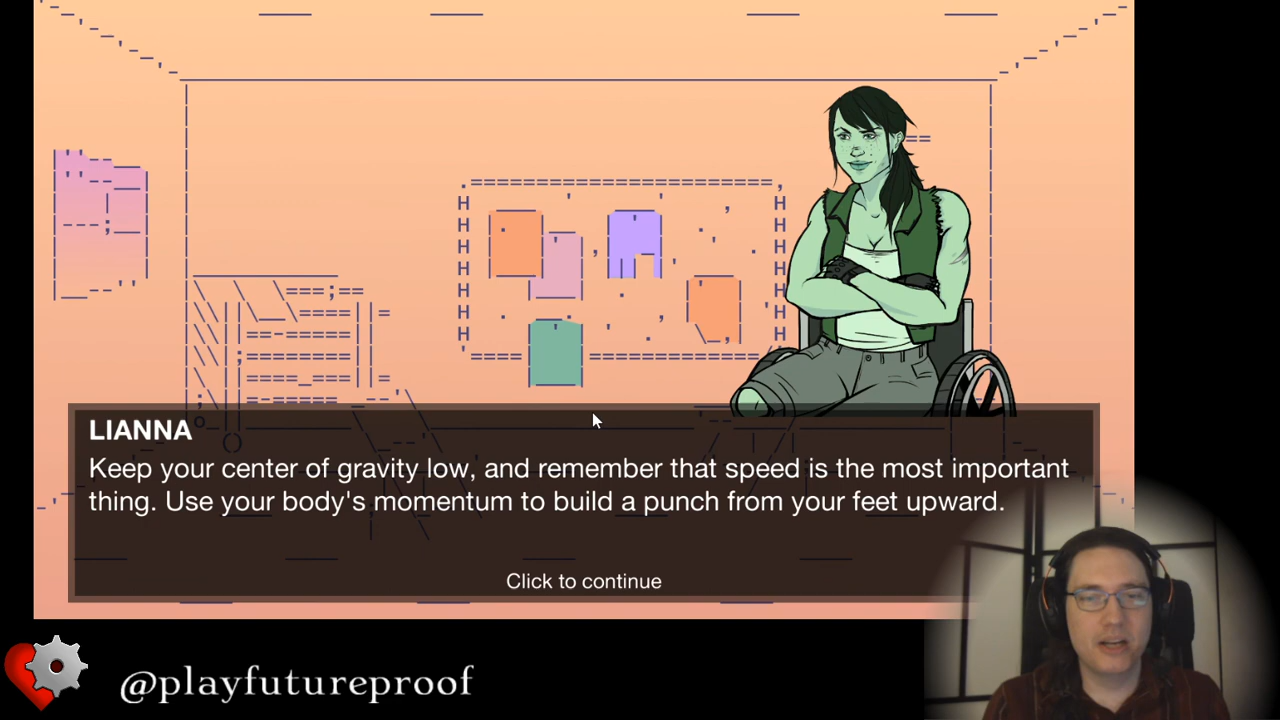 LIANNA
Keep your center of gravity low, and remember that speed is the most important
thing. Use your body's momentum to build a punch from your feet upward.
Click to continue
@playfutureproof